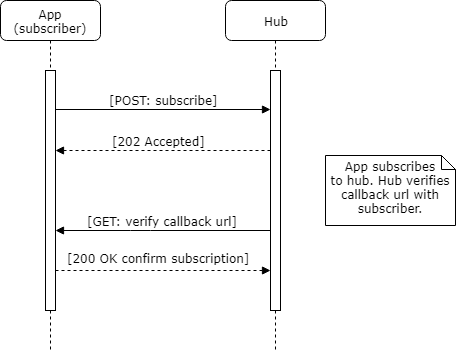 App
(subscriber)
Hub
[POST: subscribe]
[202 Accepted]
App subscribes
to hub. Hub verifies
callback url with
subscriber.
[GET: verify callback url]
[200 OK confirm subscription]